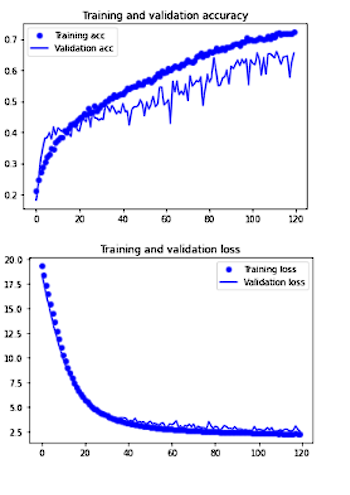 Training and validation accuracy
Training acc
Validation acc
0.7
0.6
0.5
0.4
0.3
0.2
0 20 40 60 80 100 120
Training and validation loss
Training loss
Validation loss
20.0
17.5
15.0
12.5
10.0
7.5
5.0
2.5
0 20 40 60 80 100 120